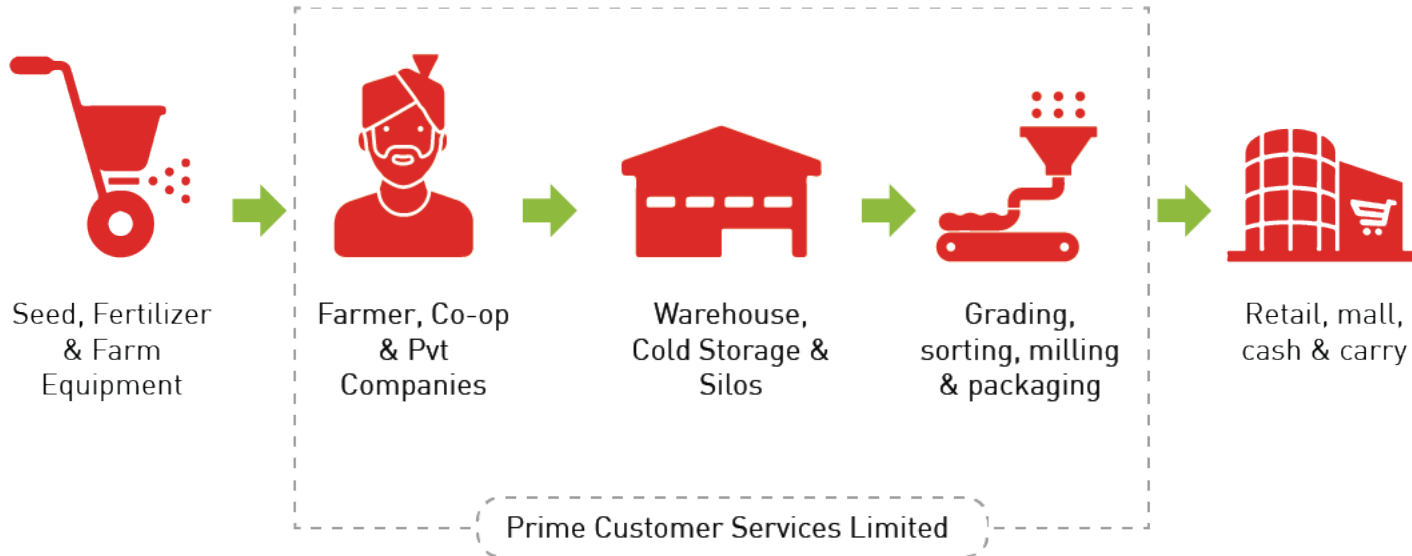 Seed, Fertilizer
& Farm
Equipment
Farmer, Co-op
& Pvt
Companies
Warehouse,
Cold Storage &
Silos
Grading,
sorting, milling
& packaging
Retail, mall,
cash & carry
Prime Customer Services Limited